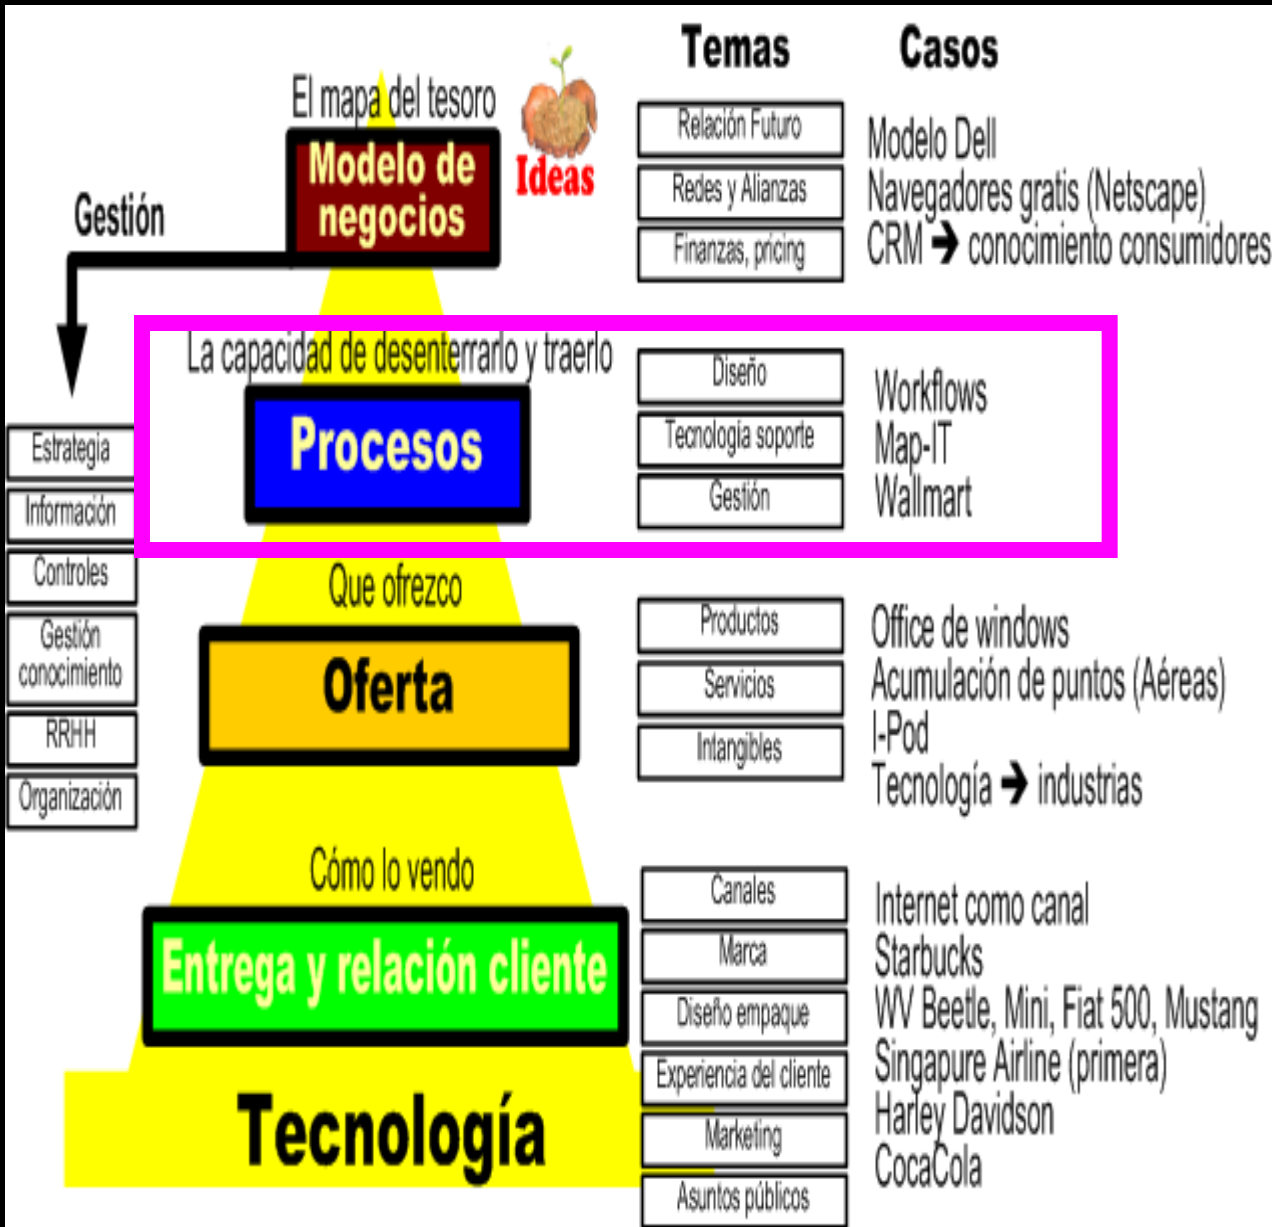 Temas
Casos
El mapa del tesoro
Modelo de
negocios
Ideas
Relación Futuro
Redes y Alianzas
Finanzas, pricing
Modelo Dell
Navegadores gratis (Netscape)
CRM ➔ conocimiento consumidores
Gestión
Estrategia
Información
Controles
Gestión
conocimiento
RRHH
Organización
La capacidad de desenterrarlo y traerlo
Procesos
Diseño
Tecnología soporte
Gestión
Workflows
Map-IT
Wallmart
Que ofrezco
Oferta
Productos
Servicios
Intangibles
Office de windows
Acumulación de puntos (Aéreas)
I-Pod
Tecnología ➔ industrias
Cómo lo vendo
Entrega y relación cliente
Canales
Marca
Diseño empaque
Experiencia del cliente
Marketing
Asuntos públicos
Internet como canal
Starbucks
WV Beetle, Mini, Fiat 500, Mustang
Singapure Airline (primera)
Harley Davidson
CocaCola
Tecnología